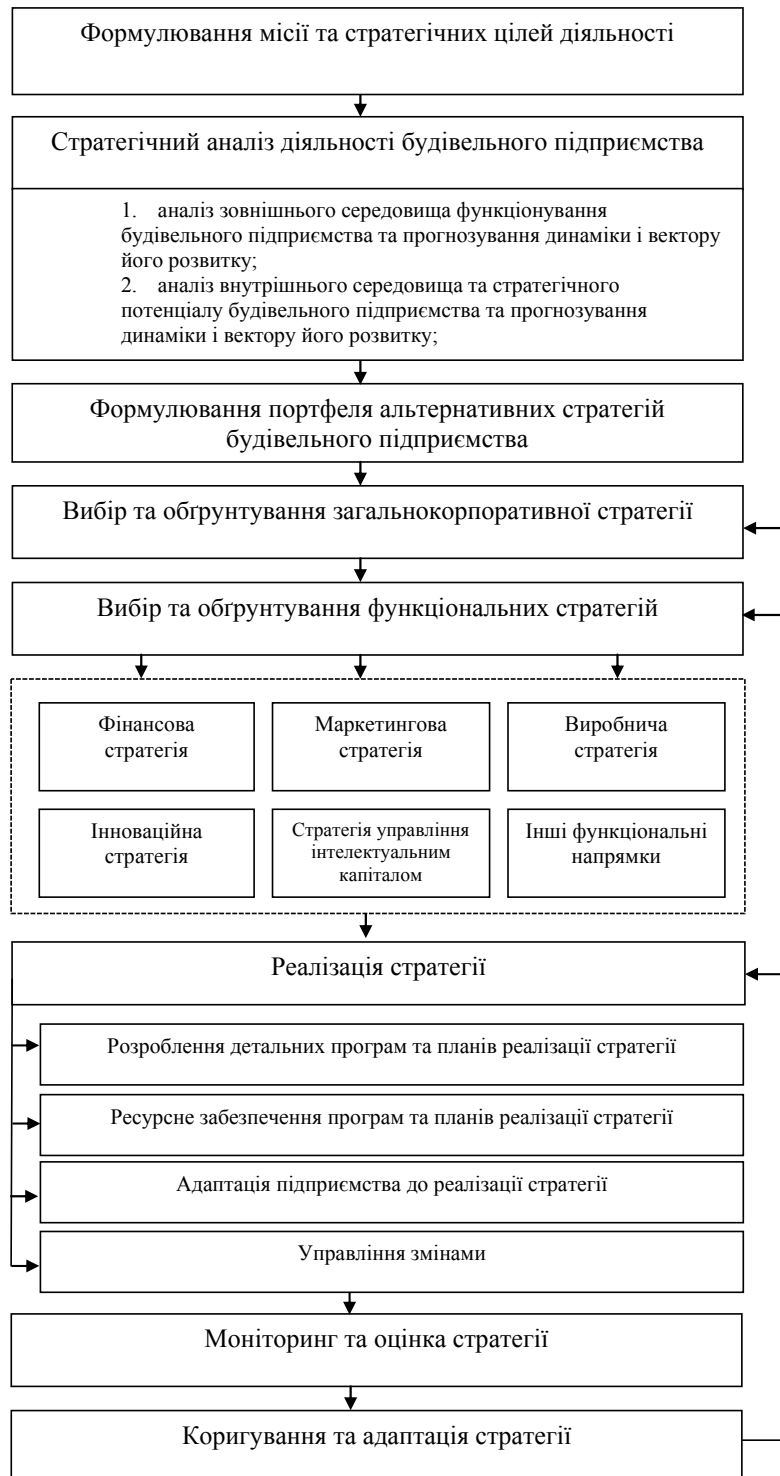 Формулювання місії та стратегічних цілей діяльності
Стратегічний аналіз діяльності будівельного підприємства
1. аналіз зовнішнього середовища функціонування
будівельного підприємства та прогнозування динаміки і вектору
його розвитку;
2. аналіз внутрішнього середовища та стратегічного
потенціалу будівельного підприємства та прогнозування
динаміки і вектору його розвитку;
Формулювання портфеля альтернативних стратегій
будівельного підприємства
Вибір та обґрунтування загальнокорпоративної стратегії
Вибір та обґрунтування функціональних стратегій
Фінансова
стратегія
Маркетингова
стратегія
Виробнича
стратегія
Інноваційна
стратегія
Стратегія управління
інтелектуальним
капіталом
Інші функціональні
напрямки
Реалізація стратегії
Розроблення детальних програм та планів реалізації стратегії
Ресурсне забезпечення програм та планів реалізації стратегії
Адаптація підприємства до реалізації стратегії
Управління змінами
Моніторинг та оцінка стратегії
Коригування та адаптація стратегії